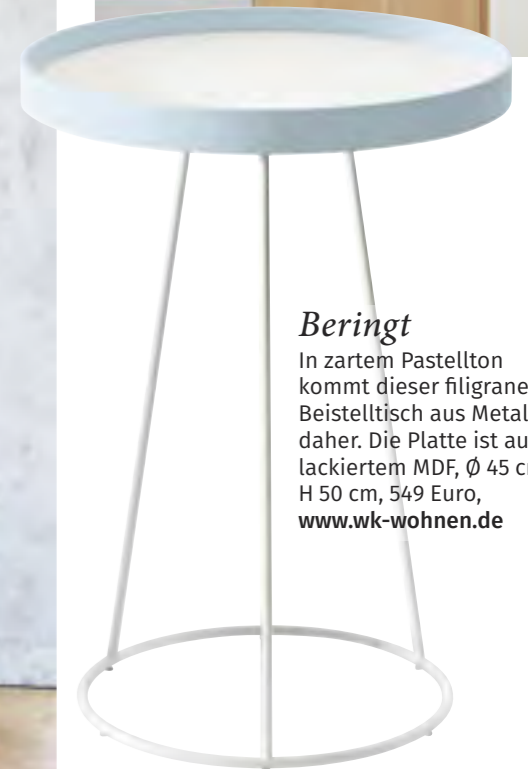 Beringt
In zartem Pastellton
kommt dieser filigrane
Beistelltisch aus Metal
daher. Die Platte ist au
lackiertem MDF, Ø 45 c
H 50 cm, 549 Euro,
www.wk-wohnen.de